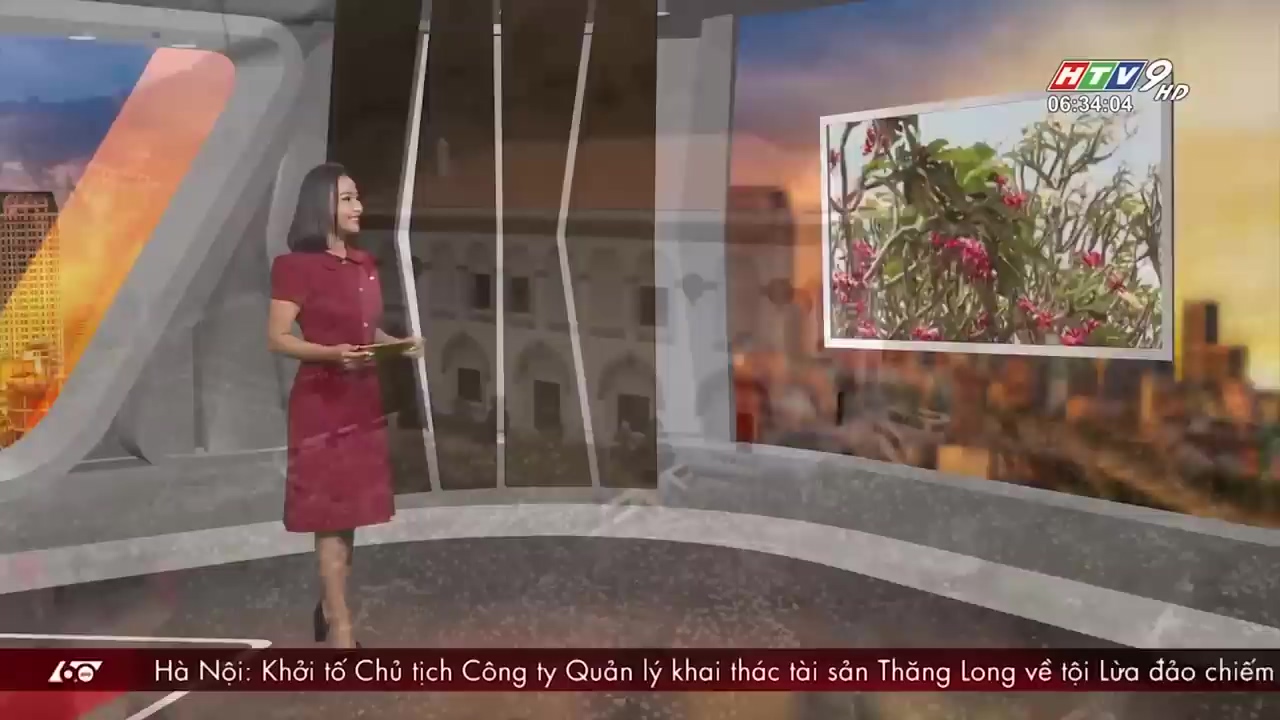 HTV9 HD
06:34:04
60 Hà Nội: Khởi tố Chủ tịch Công ty Quản lý khai thác tài sản Thăng Long về tội Lừa đảo chiếm